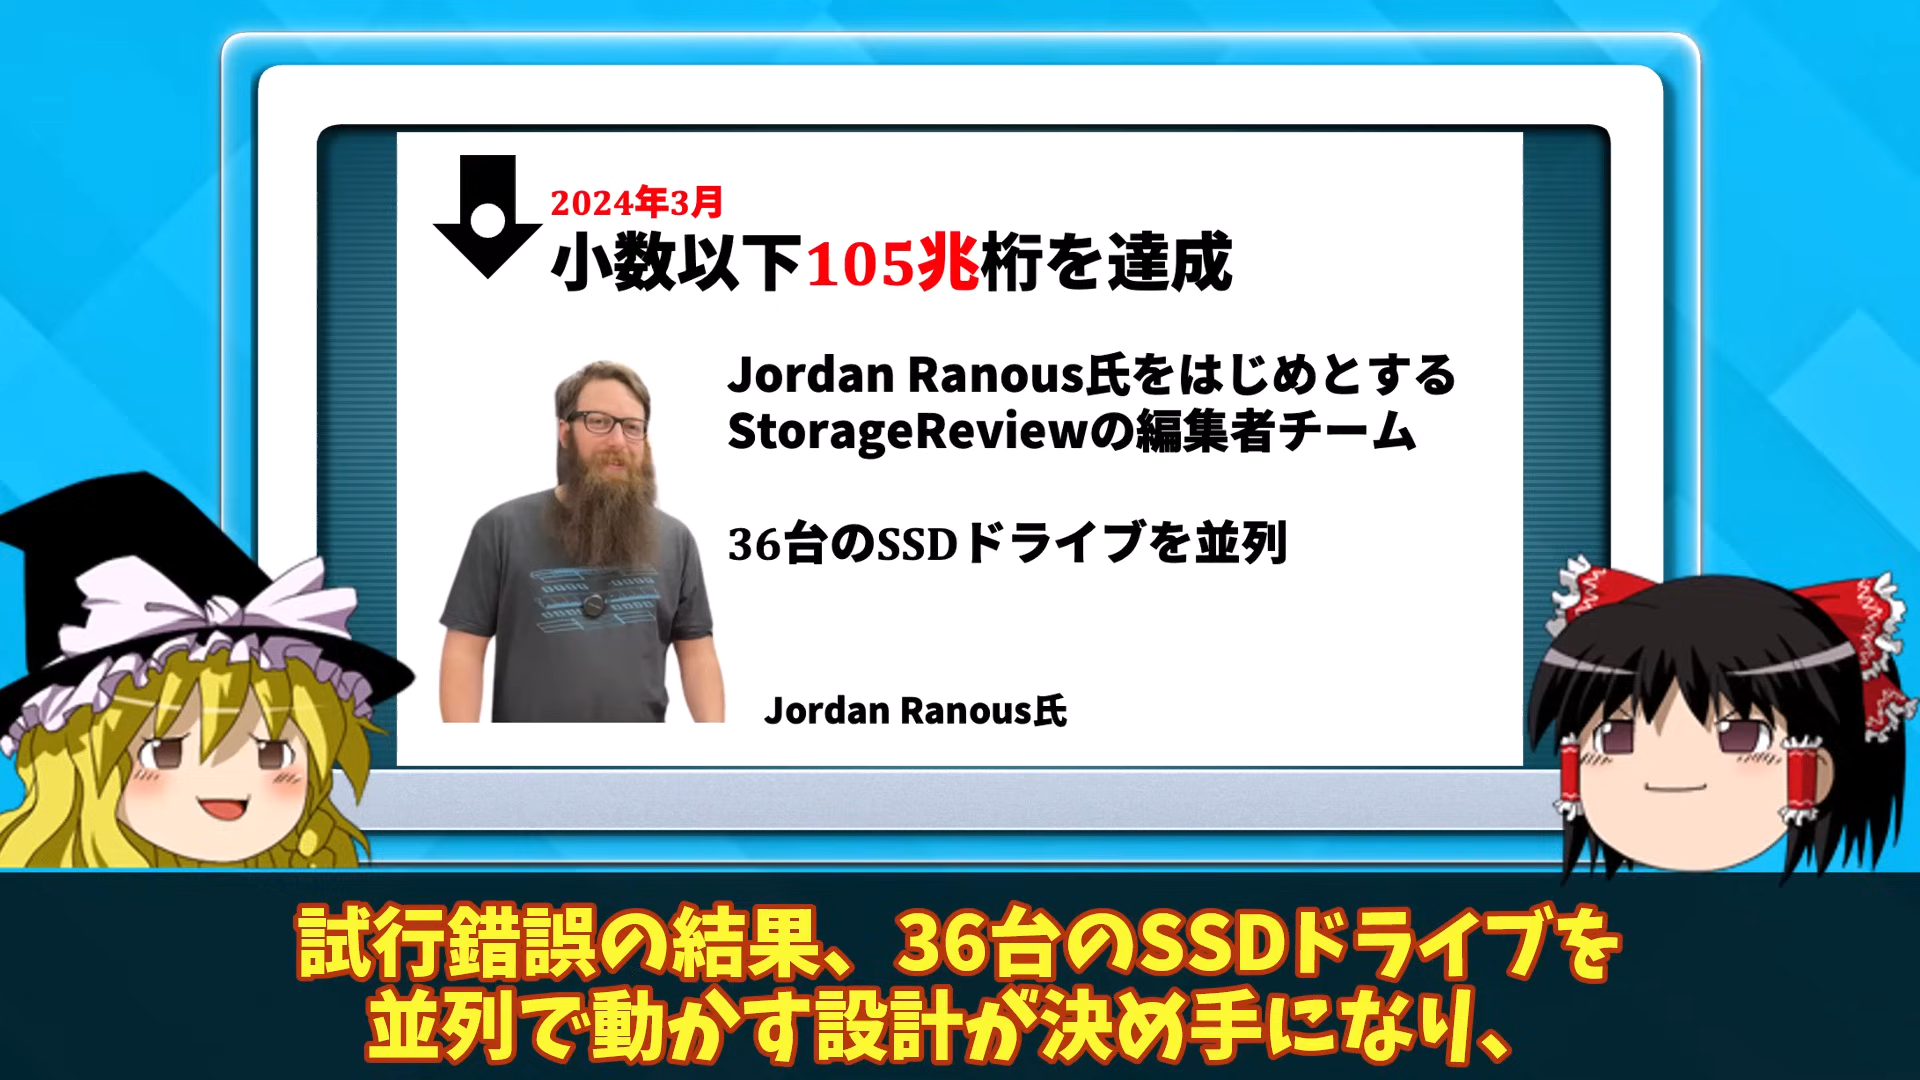 2024年3月
小数以下105兆桁を達成
Jordan Ranous氏をはじめとする
StorageReviewの編集者チーム
36台のSSDドライブを並列
Jordan Ranous氏
試行錯誤の結果、36台のSSDドライブを
並列で動かす設計が決め手になり、